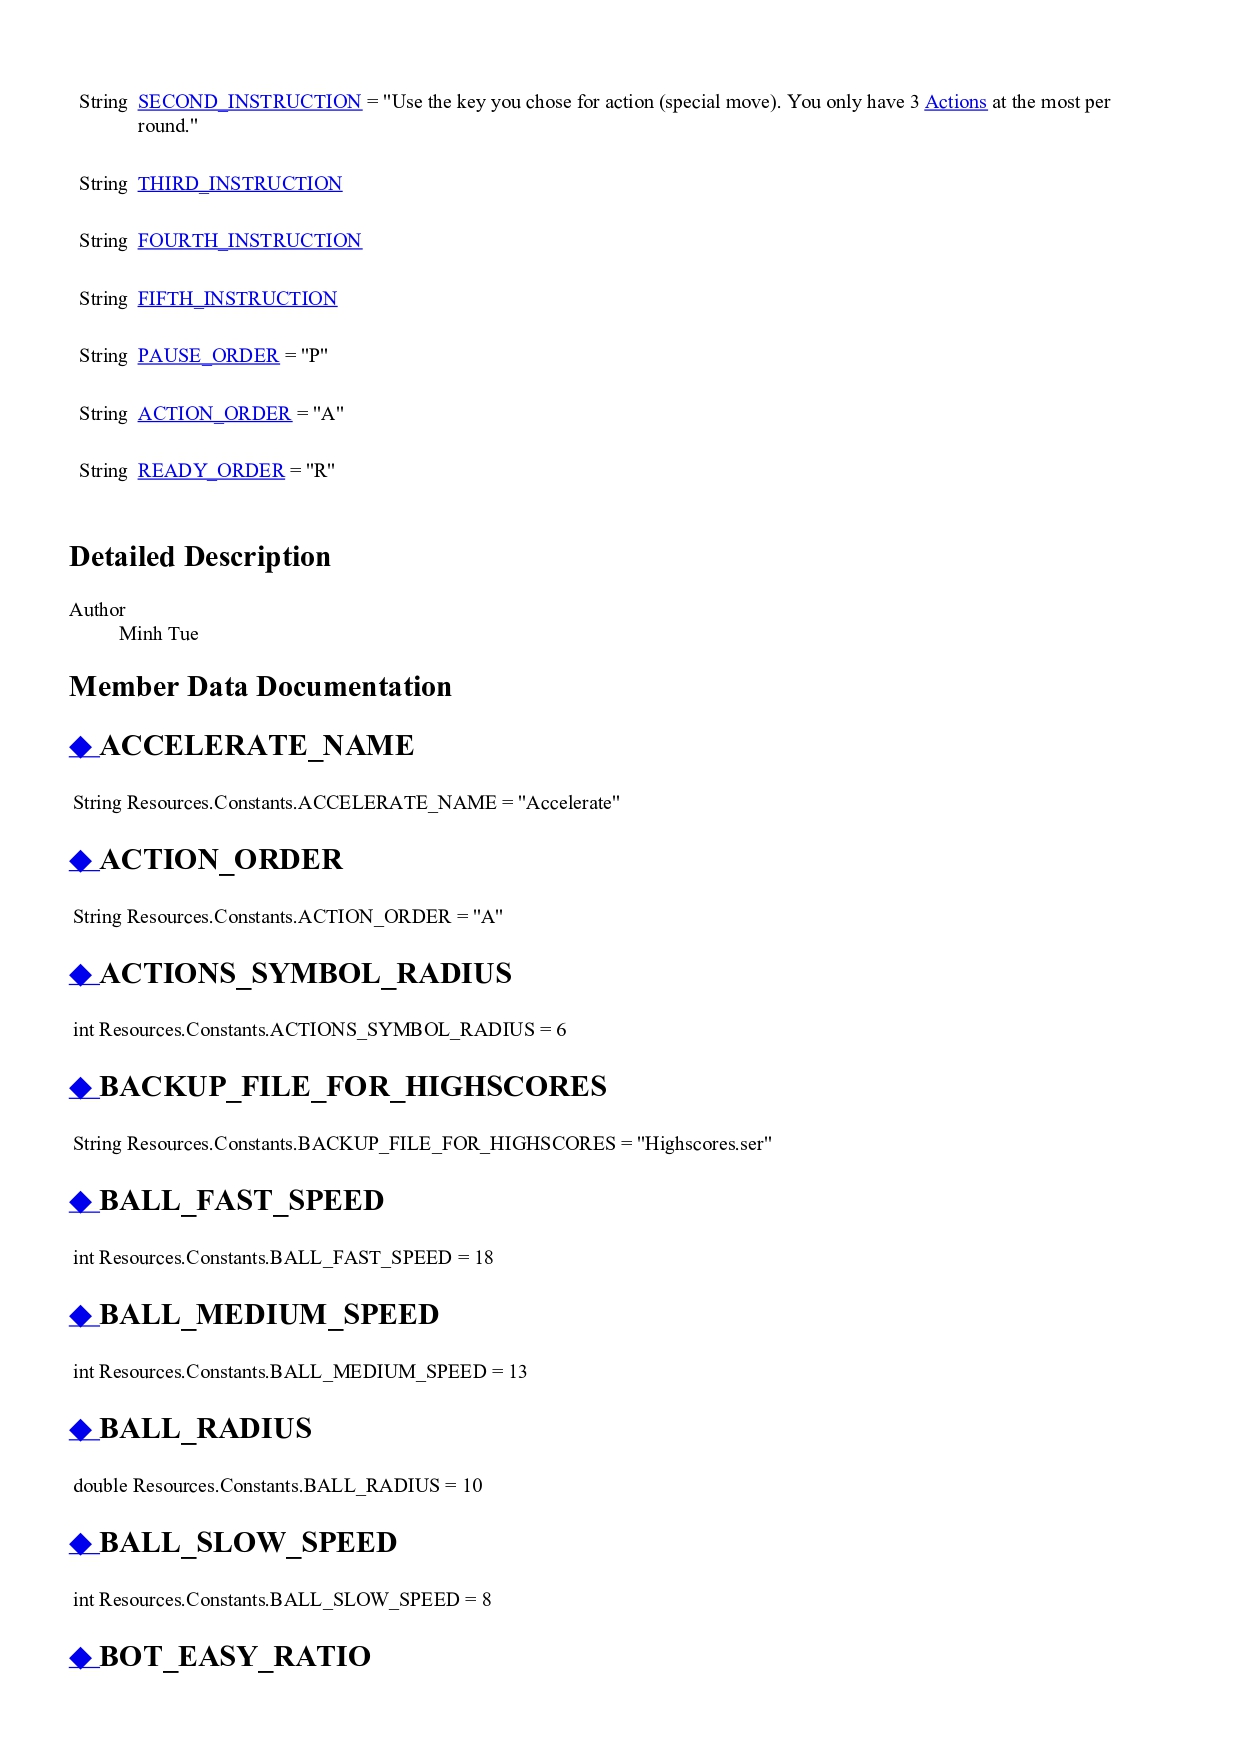 String SECOND_INSTRUCTION = "Use the key you chose for action (special move). You only have 3 Actions at the most per
round."
String THIRD_INSTRUCTION
String FOURTH_INSTRUCTION
String FIFTH_INSTRUCTION
String PAUSE_ORDER = "P"
String ACTION_ORDER = "A"
String READY_ORDER = "R"
Detailed Description
Author
Minh Tue
Member Data Documentation
◆ ACCELERATE_NAME
String Resources.Constants.ACCELERATE_NAME = "Accelerate"
◆ ACTION_ORDER
String Resources.Constants.ACTION_ORDER = "A"
◆ ACTIONS_SYMBOL_RADIUS
int Resources.Constants.ACTIONS_SYMBOL_RADIUS = 6
◆ BACKUP_FILE_FOR_HIGHSCORES
String Resources.Constants.BACKUP_FILE_FOR_HIGHSCORES = "Highscores.ser"
◆ BALL_FAST_SPEED
int Resources.Constants.BALL_FAST_SPEED = 18
◆ BALL_MEDIUM_SPEED
int Resources.Constants.BALL_MEDIUM_SPEED = 13
◆ BALL_RADIUS
double Resources.Constants.BALL_RADIUS = 10
◆ BALL_SLOW_SPEED
int Resources.Constants.BALL_SLOW_SPEED = 8
◆ BOT_EASY_RATIO